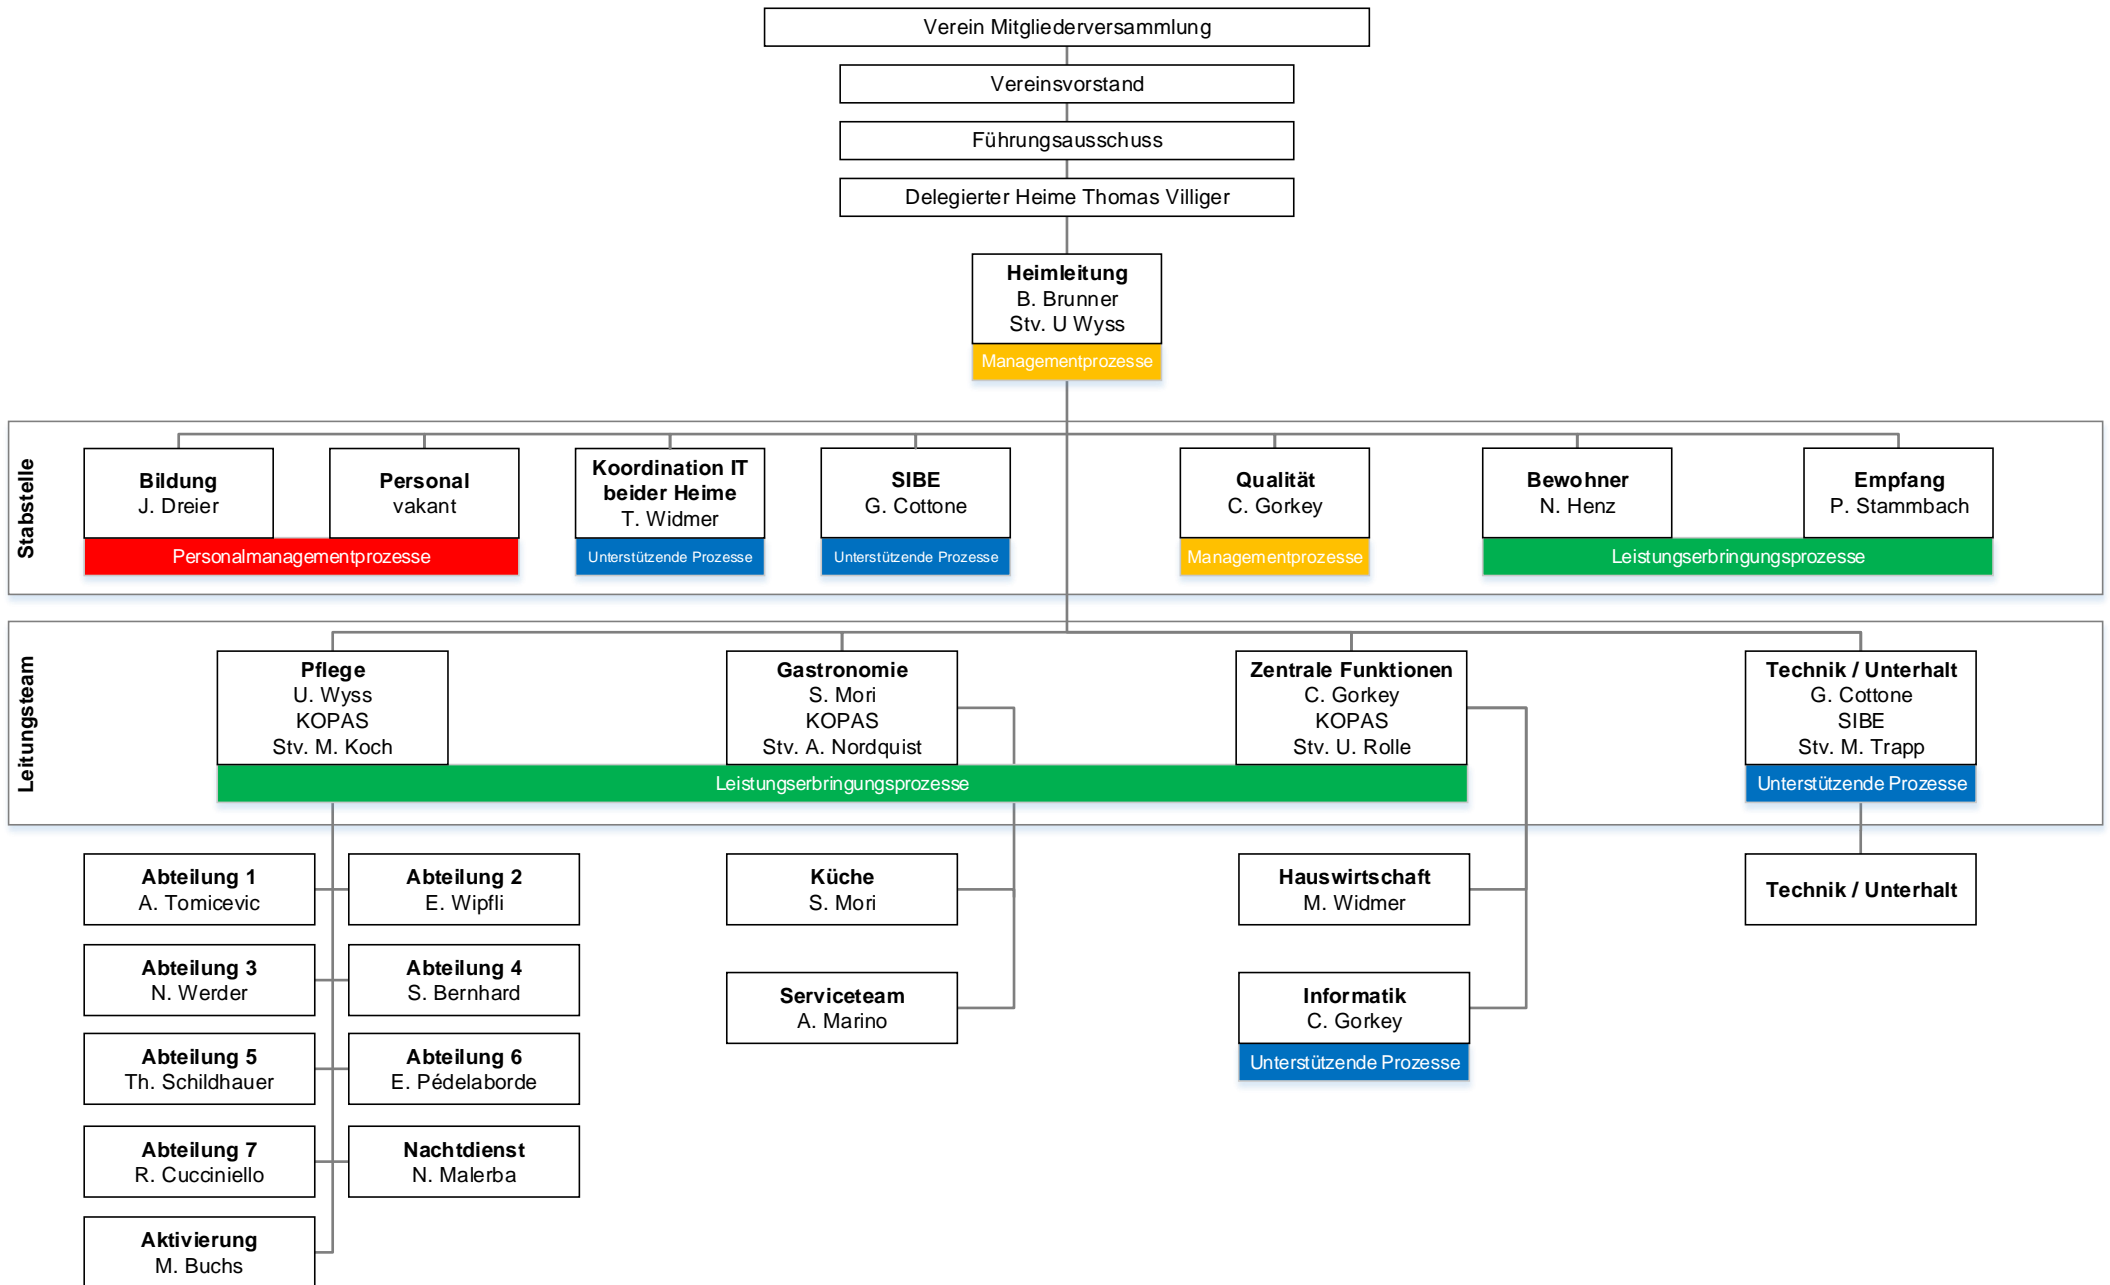 Verein Mitgliederversammlung
Vereinsvorstand
Führungsausschuss
Delegierter Heime Thomas Villiger
Heimleitung
B. Brunner
Stv. U Wyss
Managementprozesse
Stabstelle
Bildung
J. Dreier
Personal
vakant
Personalmanagementprozesse
Koordination IT
beider Heime
T. Widmer
Unterstützende Prozesse
SIBE
G. Cottone
Unterstützende Prozesse
Qualität
C. Gorkey
Managementprozesse
Bewohner
N. Henz
Empfang
P. Stammbach
Leistungserbringungsprozesse
Leitungsteam
Pflege
U. Wyss
KOPAS
Stv. M. Koch
Gastronomie
S. Mori
KOPAS
Stv. A. Nordquist
Zentrale Funktionen
C. Gorkey
KOPAS
Stv. U. Rolle
Leistungserbringungsprozesse
Technik / Unterhalt
G. Cottone
SIBE
Stv. M. Trapp
Unterstützende Prozesse
Abteilung 1
A. Tomicevic
Abteilung 2
E. Wipfli
Abteilung 3
N. Werder
Abteilung 4
S. Bernhard
Abteilung 5
Th. Schildhauer
Abteilung 6
E. Pédelaborde
Abteilung 7
R. Cucciniello
Nachtdienst
N. Malerba
Aktivierung
M. Buchs
Küche
S. Mori
Serviceteam
A. Marino
Hauswirtschaft
M. Widmer
Informatik
C. Gorkey
Unterstützende Prozesse
Technik / Unterhalt